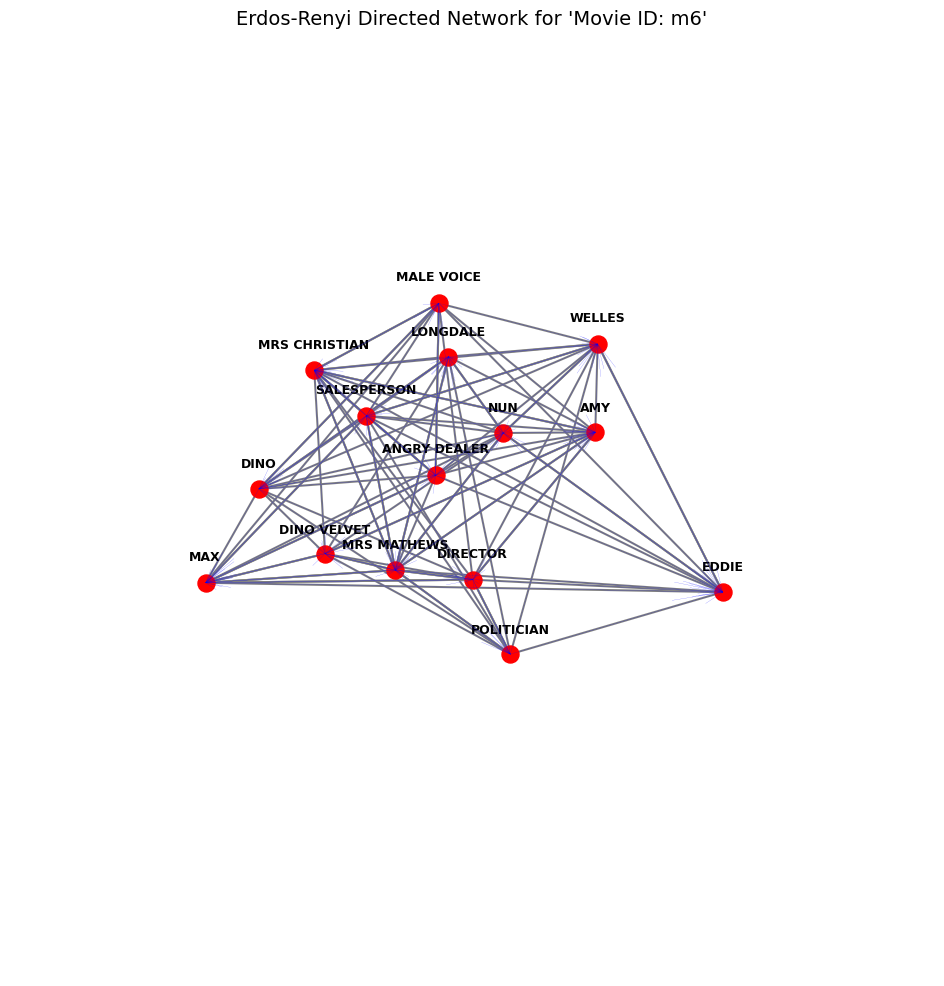 Erdos-Renyi Directed Network for 'Movie ID: m6'
MALE VOICE
WELLES
LONGDALE
MRS CHRISTIAN
SALESPERSON
NUN
AMY
ANGRY DEALER
DINO
DINO VELVET
MRS MATHEWS
DIRECTOR
MAX
EDDIE
POLITICIAN